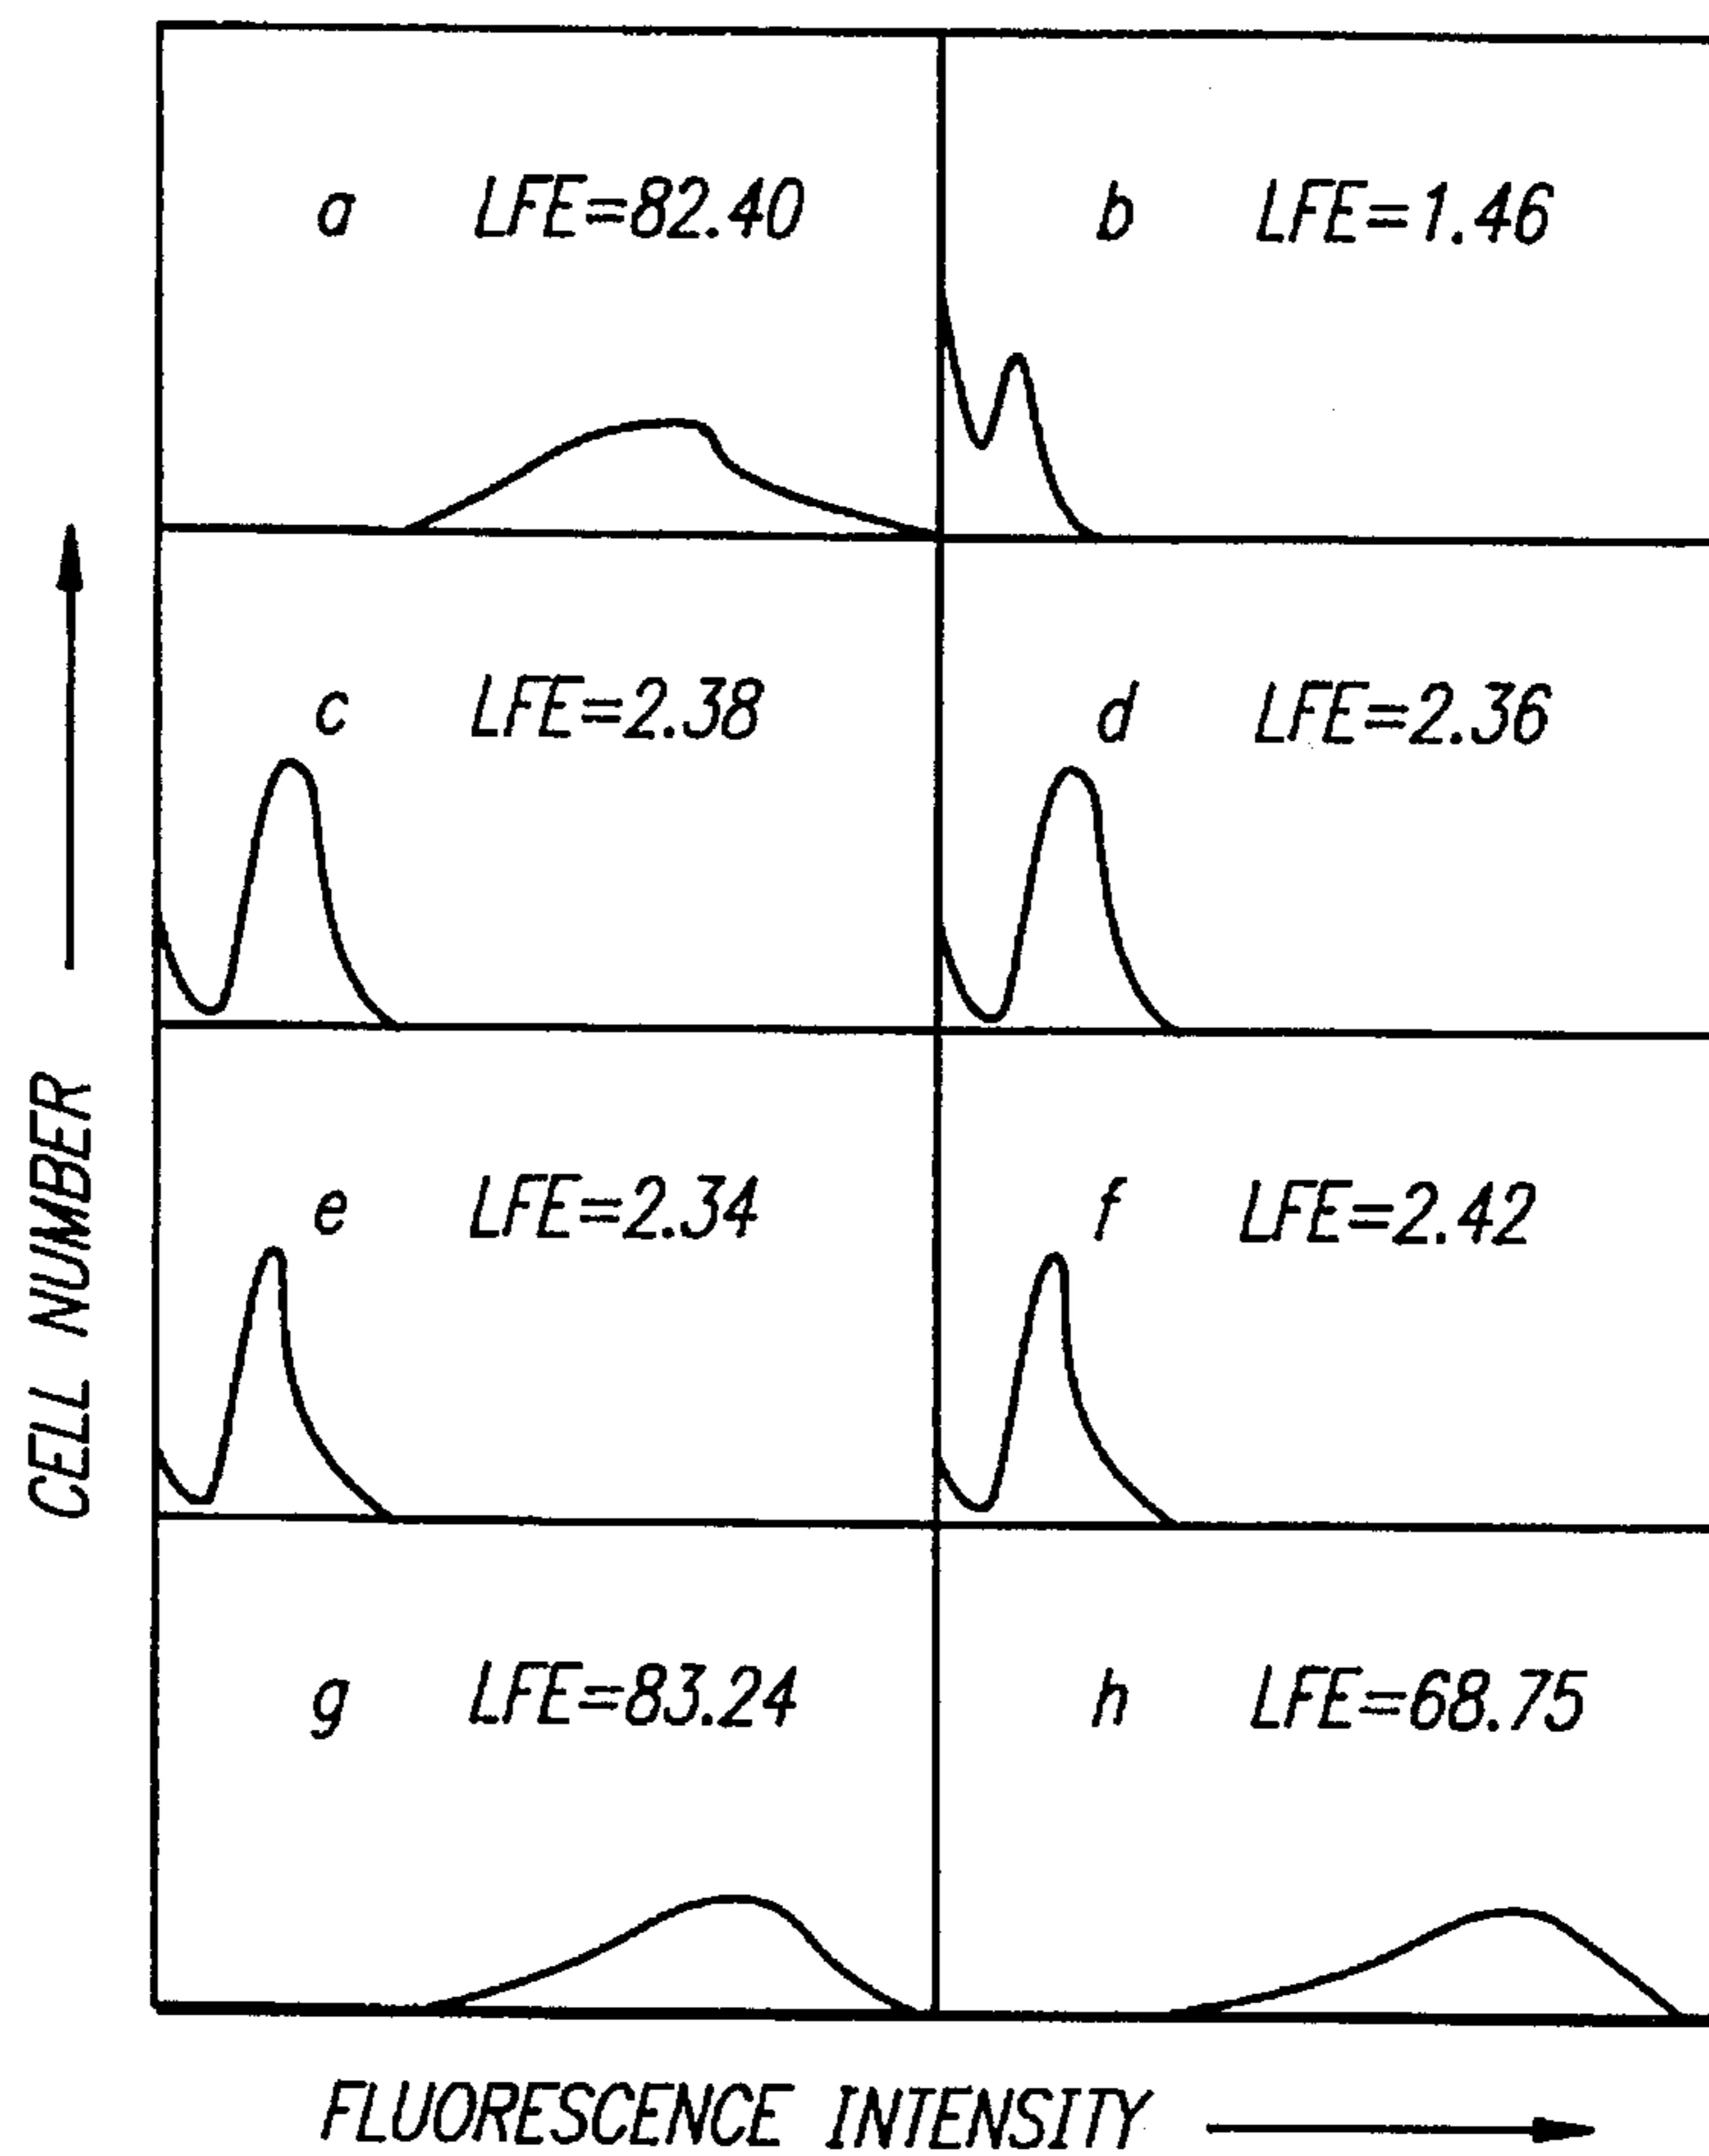 a LFE=82.40
b LFE=1.46
c LFE=2.38
d LFE=2.36
e LFE=2.34
f LFE=2.42
g LFE=83.24
h LFE=68.75
CELL NUMBER
FLUORESCENCE INTENSITY